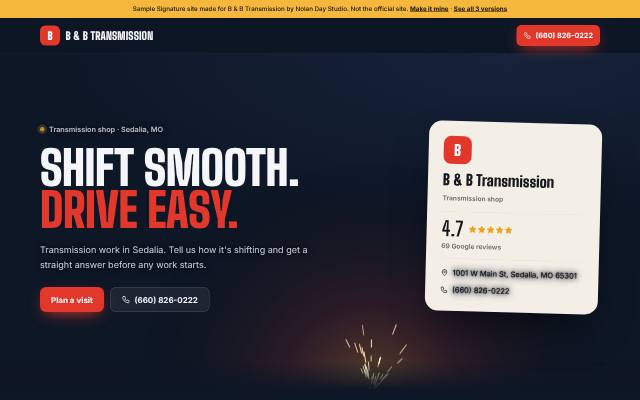 Sample Signature site made for B & B Transmission by Nolan Day Studio. Not the official site. Make it mine · See all 3 versions
B B & B TRANSMISSION
(660) 826-0222
Transmission shop · Sedalia, MO
SHIFT SMOOTH.
DRIVE EASY.
Transmission work in Sedalia. Tell us how it's shifting and get a
straight answer before any work starts.
Plan a visit
(660) 826-0222
B
B & B Transmission
Transmission shop
4.7
69 Google reviews
1001 W Main St, Sedalia, MO 65301
(660) 826-0222